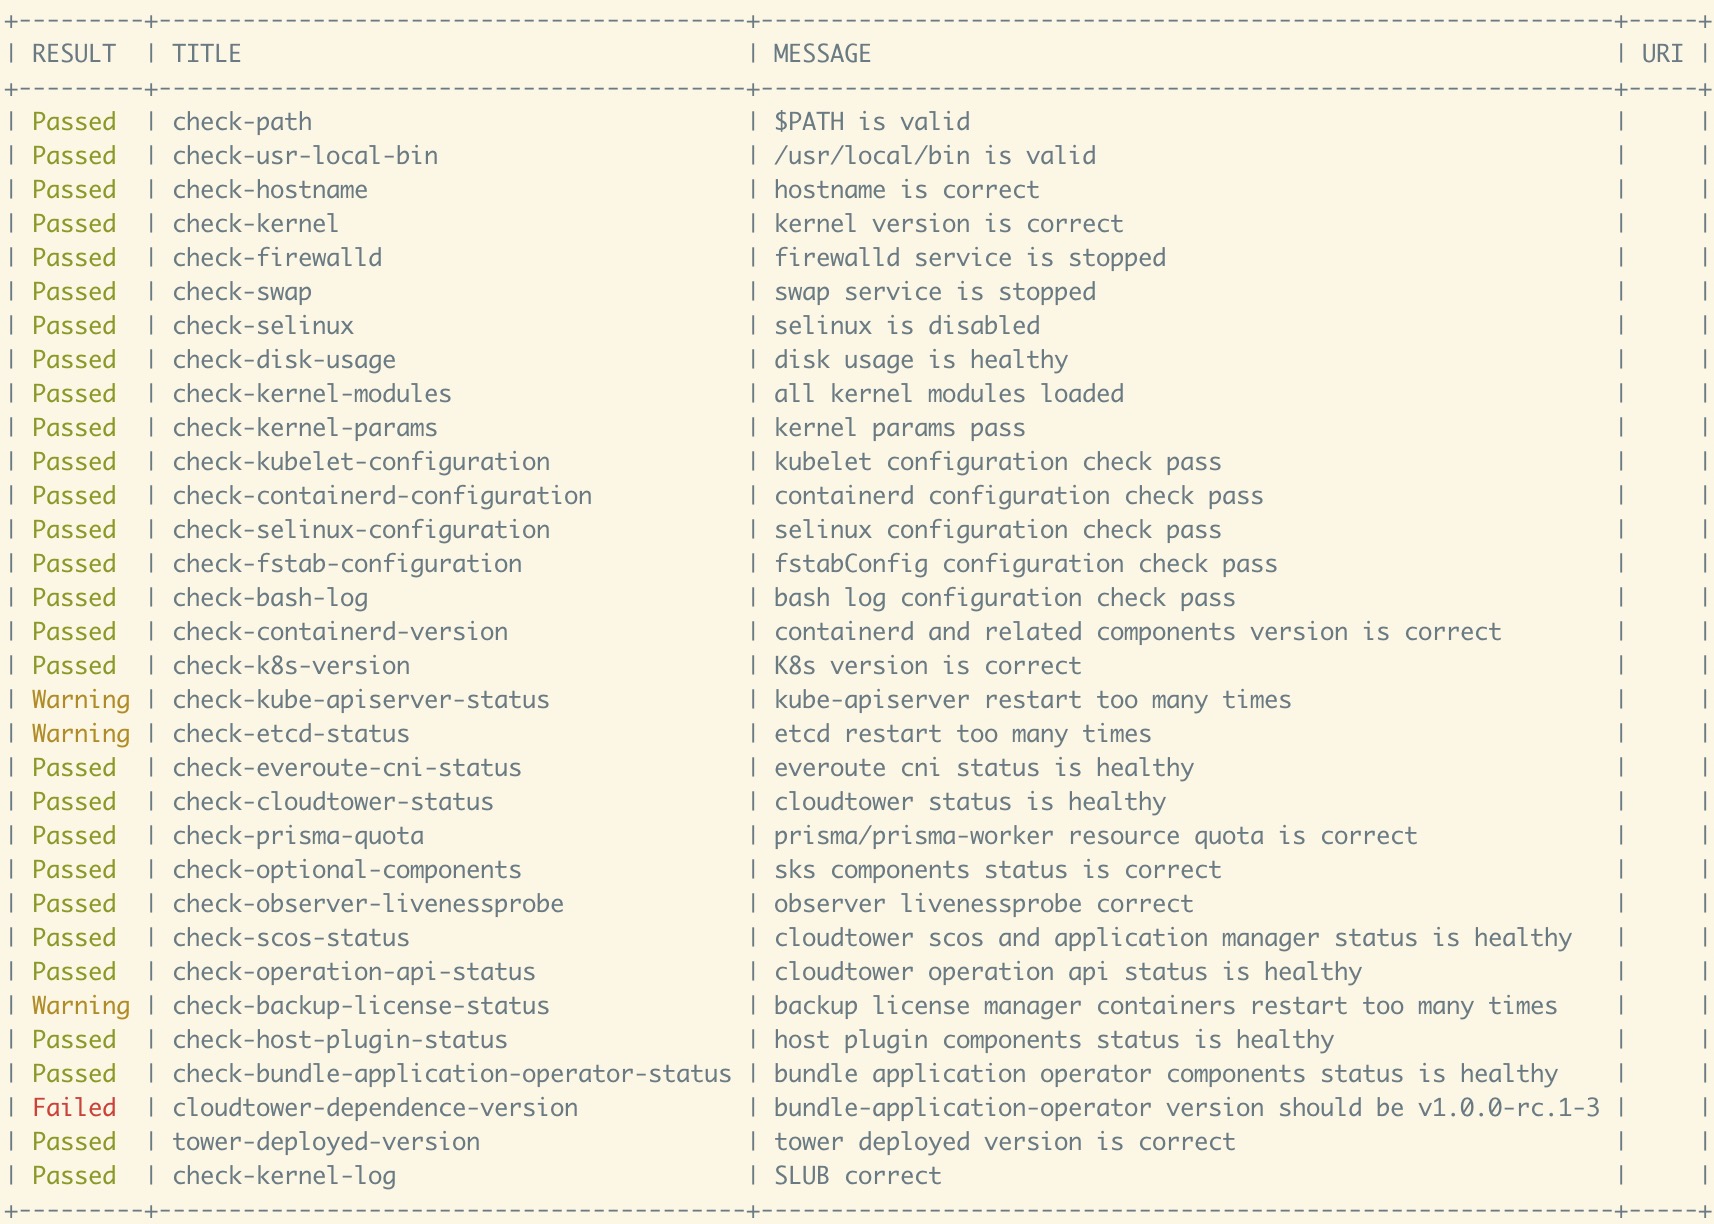 +---------+------------------------------------------+-------------------------------------------------------------+-----+
| RESULT  | TITLE                                    | MESSAGE                                                     | URI |
+---------+------------------------------------------+-------------------------------------------------------------+-----+
| Passed  | check-path                               | $PATH is valid                                              |     |
| Passed  | check-usr-local-bin                      | /usr/local/bin is valid                                     |     |
| Passed  | check-hostname                           | hostname is correct                                         |     |
| Passed  | check-kernel                             | kernel version is correct                                   |     |
| Passed  | check-firewalld                          | firewalld service is stopped                                |     |
| Passed  | check-swap                               | swap service is stopped                                     |     |
| Passed  | check-selinux                            | selinux is disabled                                         |     |
| Passed  | check-disk-usage                         | disk usage is healthy                                       |     |
| Passed  | check-kernel-modules                     | all kernel modules loaded                                   |     |
| Passed  | check-kernel-params                      | kernel params pass                                          |     |
| Passed  | check-kubelet-configuration              | kubelet configuration check pass                            |     |
| Passed  | check-containerd-configuration           | containerd configuration check pass                         |     |
| Passed  | check-selinux-configuration              | selinux configuration check pass                            |     |
| Passed  | check-fstab-configuration                | fstabConfig configuration check pass                        |     |
| Passed  | check-bash-log                           | bash log configuration check pass                           |     |
| Passed  | check-containerd-version                 | containerd and related components version is correct        |     |
| Passed  | check-k8s-version                        | K8s version is correct                                      |     |
| Warning | check-kube-apiserver-status              | kube-apiserver restart too many times                       |     |
| Warning | check-etcd-status                        | etcd restart too many times                                 |     |
| Passed  | check-everoute-cni-status                | everoute cni status is healthy                              |     |
| Passed  | check-cloudtower-status                  | cloudtower status is healthy                                |     |
| Passed  | check-prisma-quota                       | prisma/prisma-worker resource quota is correct              |     |
| Passed  | check-optional-components                | sks components status is correct                            |     |
| Passed  | check-observer-livenessprobe             | observer livenessprobe correct                              |     |
| Passed  | check-scos-status                        | cloudtower scos and application manager status is healthy   |     |
| Passed  | check-operation-api-status               | cloudtower operation api status is healthy                  |     |
| Warning | check-backup-license-status              | backup license manager containers restart too many times    |     |
| Passed  | check-host-plugin-status                 | host plugin components status is healthy                    |     |
| Passed  | check-bundle-application-operator-status | bundle application operator components status is healthy    |     |
| Failed  | cloudtower-dependence-version            | bundle-application-operator version should be v1.0.0-rc.1-3 |     |
| Passed  | tower-deployed-version                   | tower deployed version is correct                           |     |
| Passed  | check-kernel-log                         | SLUB correct                                                |     |
+---------+------------------------------------------+-------------------------------------------------------------+-----+